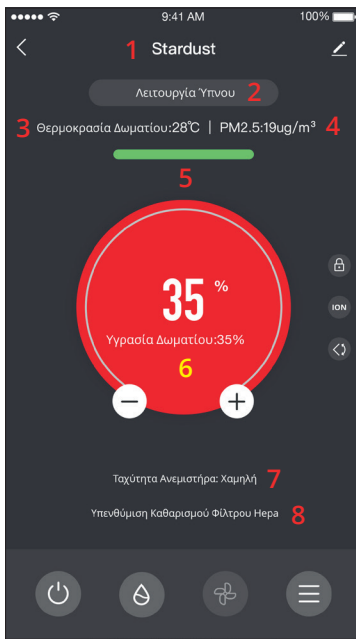 9:41 AM 100%
1 Stardust
Λειτουργία Ύπνου 2
3 Θερμοκρασία Δωματίου:28℃ | PM2.5:19ug/m³ 4
5
35 %
Υγρασία Δωματίου:35%
6
ION
Ταχύτητα Ανεμιστήρα: Χαμηλή 7
Υπενθύμιση Καθαρισμού Φίλτρου Hepa 8